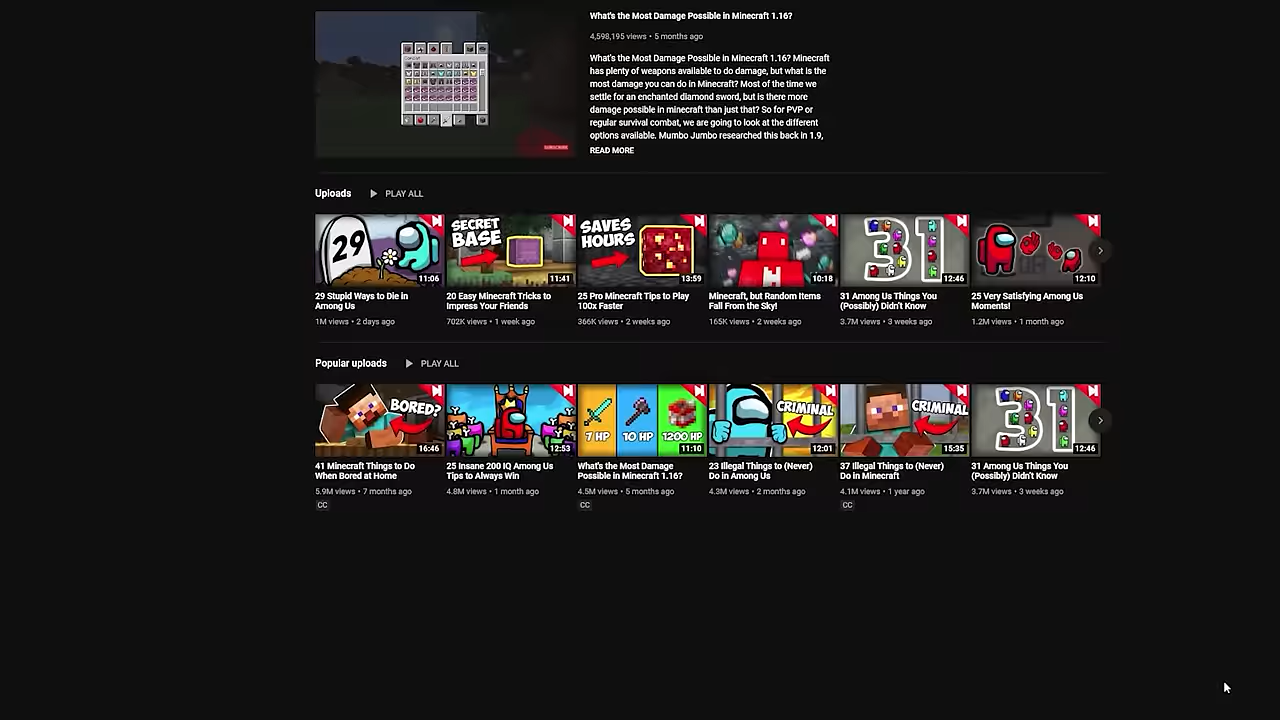 What's the Most Damage Possible in Minecraft 1.16?
4,598,195 views • 5 months ago
What's the Most Damage Possible in Minecraft 1.16? Minecraft
has plenty of weapons available to do damage, but what is the
most damage you can do in Minecraft? Most of the time we
settle for an enchanted diamond sword, but is there more
damage possible in minecraft than just that? So for PVP or
regular survival combat, we are going to look at the different
options available. Mumbo Jumbo researched this back in 1.9,
READ MORE
SUBSCRIBE
Uploads PLAY ALL
29
11:06
SECRET
BASE
11:41
SAVES
HOURS
13:59
10:18
31
12:46
12:10
29 Stupid Ways to Die in
Among Us
1M views • 2 days ago
20 Easy Minecraft Tricks to
Impress Your Friends
702K views • 1 week ago
25 Pro Minecraft Tips to Play
100x Faster
366K views • 2 weeks ago
Minecraft, but Random Items
Fall From the Sky!
165K views • 2 weeks ago
31 Among Us Things You
(Possibly) Didn't Know
3.7M views • 3 weeks ago
25 Very Satisfying Among Us
Moments!
1.2M views • 1 month ago
Popular uploads PLAY ALL
BORED?
16:46
12:53
7 HP 10 HP 1200 HP
11:10
CRIMINAL
12:01
CRIMINAL
15:35
31
12:46
41 Minecraft Things to Do
When Bored at Home
5.9M views • 7 months ago
CC
25 Insane 200 IQ Among Us
Tips to Always Win
4.8M views • 1 month ago
What's the Most Damage
Possible in Minecraft 1.16?
4.5M views • 5 months ago
CC
23 Illegal Things to (Never)
Do in Among Us
4.3M views • 2 months ago
37 Illegal Things to (Never)
Do in Minecraft
4.1M views • 1 year ago
CC
31 Among Us Things You
(Possibly) Didn't Know
3.7M views • 3 weeks ago